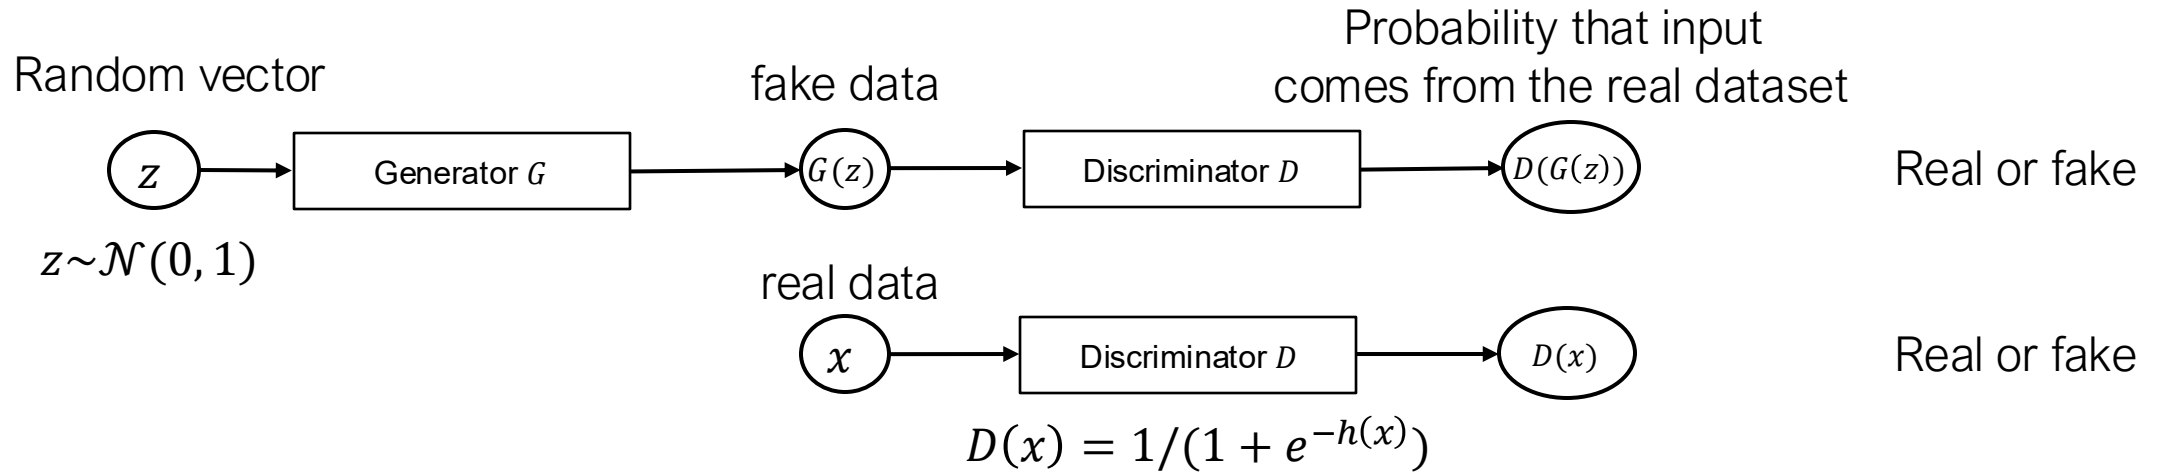 Probability that input
Random vector
fake data
comes from the real dataset
z
Generator G
G(z)
Discriminator D
D(G(z))
Real or fake
z~𝒩(0, 1)
real data
x
Discriminator D
D(x)
Real or fake
D(x) = 1/(1 + e^{-h(x)})